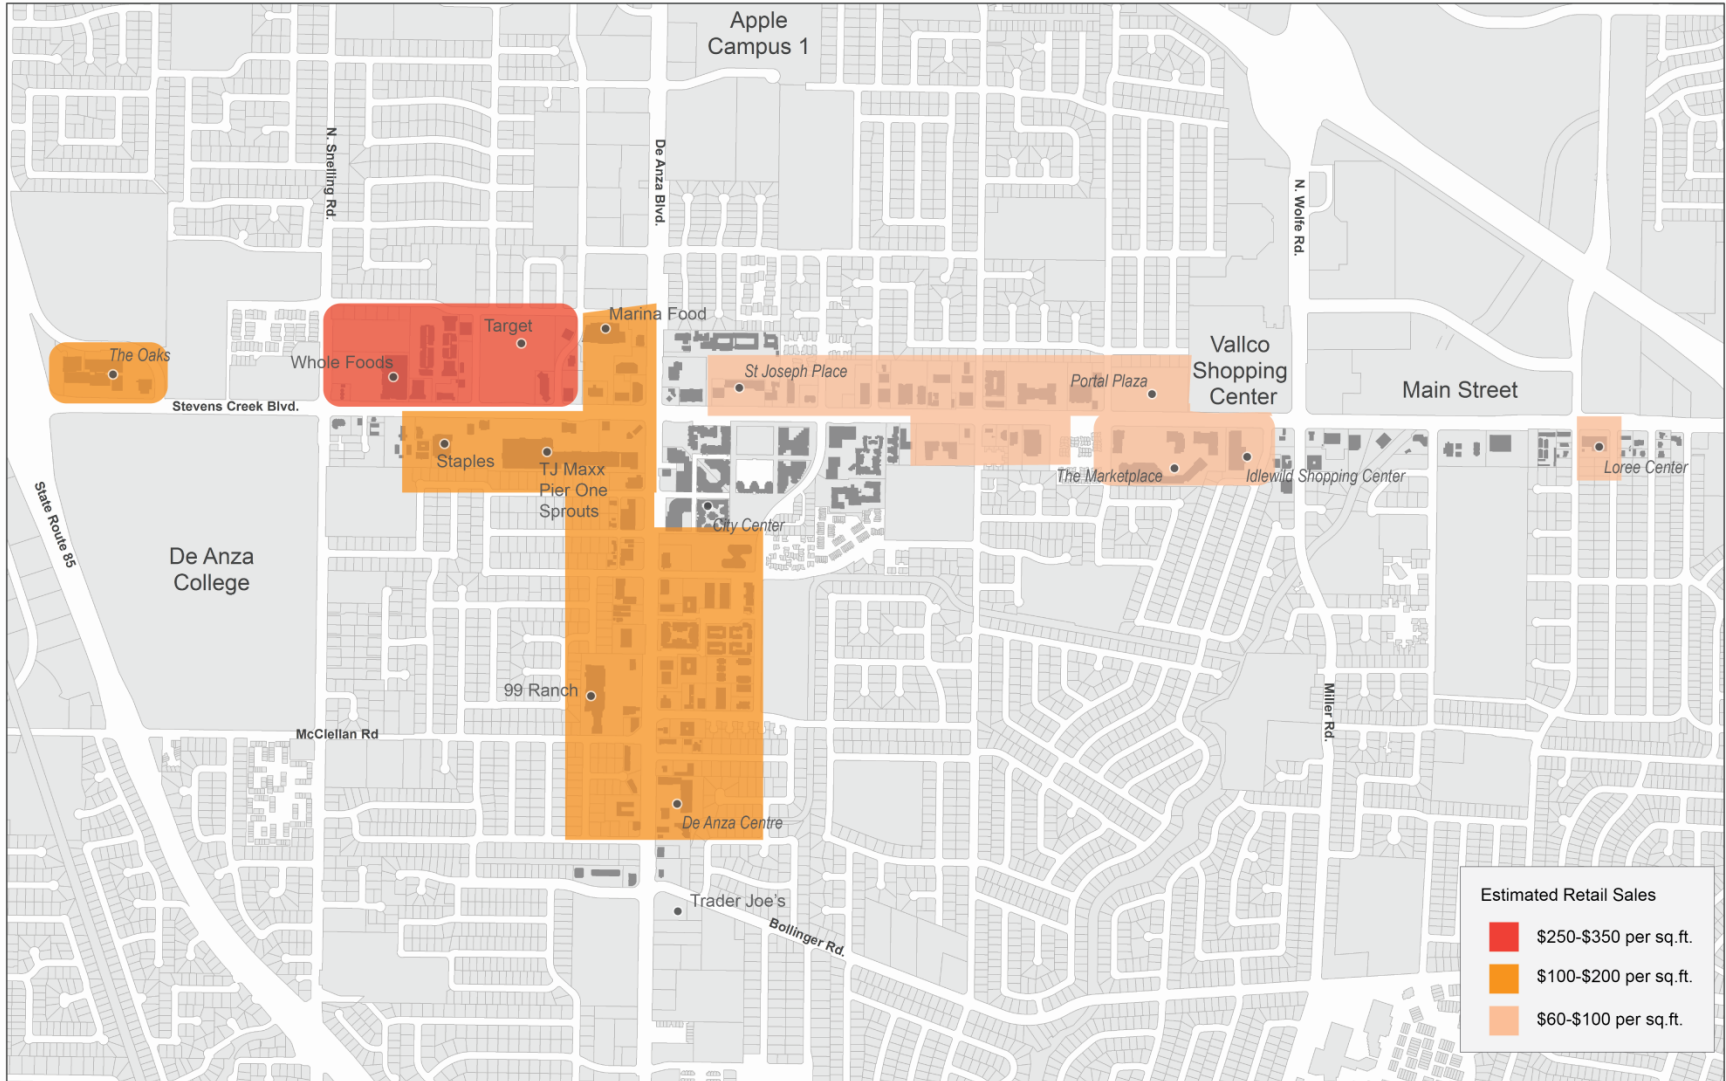 Apple
Campus 1
N. Snelling Rd.
De Anza Blvd.
N. Wolfe Rd.
Marina Food
Target
The Oaks
Whole Foods
St Joseph Place
Portal Plaza
Vallco
Shopping
Center
Main Street
Stevens Creek Blvd.
Staples
TJ Maxx
Pier One
Sprouts
The Marketplace
Idlewild Shopping Center
Loree Center
City Center
State Route 85
De Anza
College
99 Ranch
McClellan Rd
Miller Rd.
De Anza Centre
Trader Joe's
Bollinger Rd.
Estimated Retail Sales
$250-$350 per sq.ft.
$100-$200 per sq.ft.
$60-$100 per sq.ft.